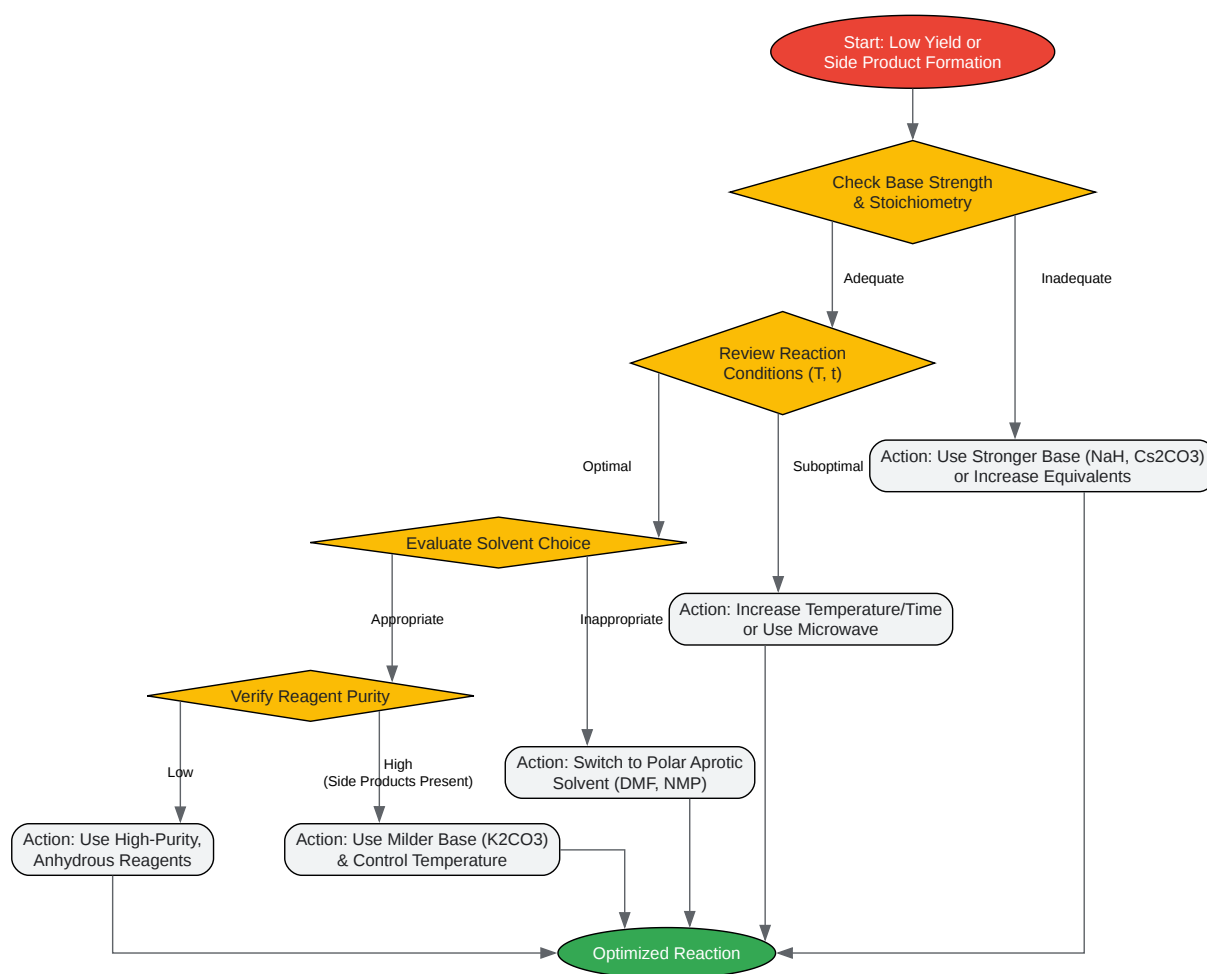 Start: Low Yield or
Side Product Formation
Check Base Strength
& Stoichiometry
Adequate
Inadequate
Review Reaction
Conditions (T, t)
Optimal
Suboptimal
Action: Use Stronger Base (NaH, Cs2CO3)
or Increase Equivalents
Evaluate Solvent Choice
Appropriate
Inappropriate
Action: Increase Temperature/Time
or Use Microwave
Verify Reagent Purity
Low
High
(Side Products Present)
Action: Switch to Polar Aprotic
Solvent (DMF, NMP)
Action: Use High-Purity,
Anhydrous Reagents
Action: Use Milder Base (K2CO3)
& Control Temperature
Optimized Reaction